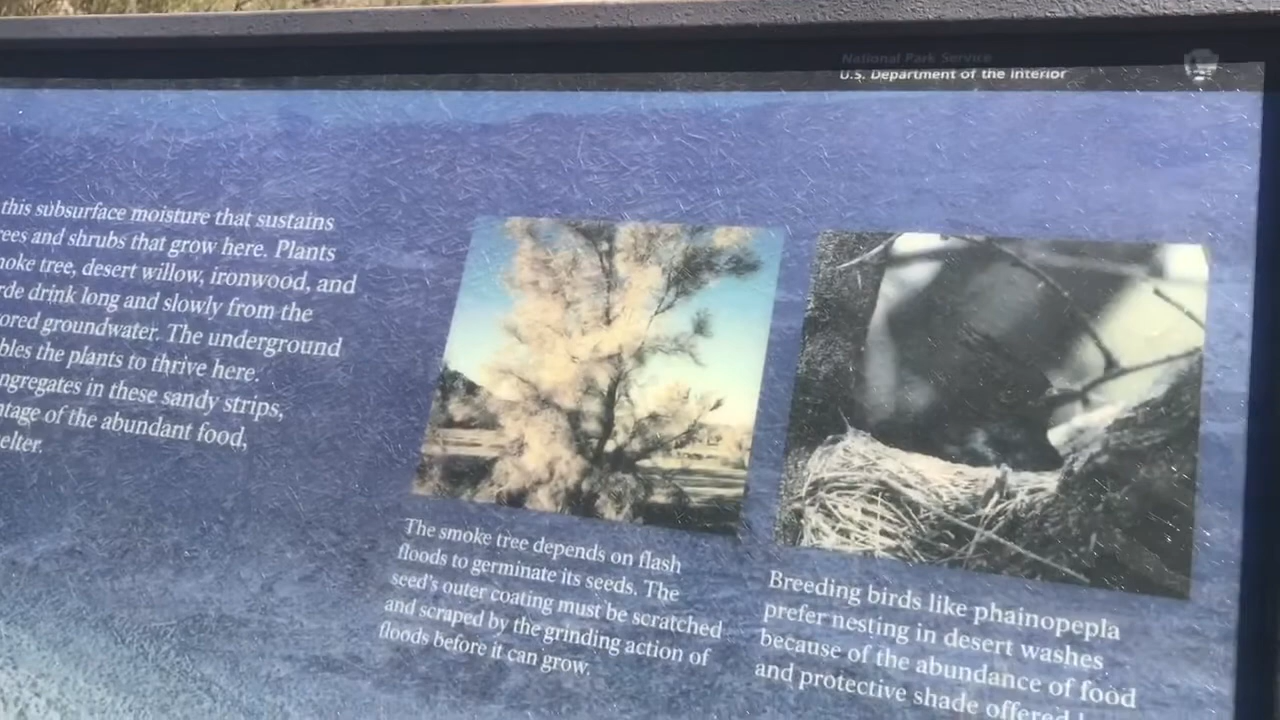 National Park Service
U.S. Department of the Interior
this subsurface moisture that sustains
rees and shrubs that grow here. Plants
moke tree, desert willow, ironwood, and
rde drink long and slowly from the
ored groundwater. The underground
bles the plants to thrive here.
ngregates in these sandy strips,
ntage of the abundant food,
elter.
The smoke tree depends on flash
floods to germinate its seeds. The
seed's outer coating must be scratched
and scraped by the grinding action of
floods before it can grow.
Breeding birds like phainopepla
prefer nesting in desert washes
because of the abundance of food
and protective shade offered